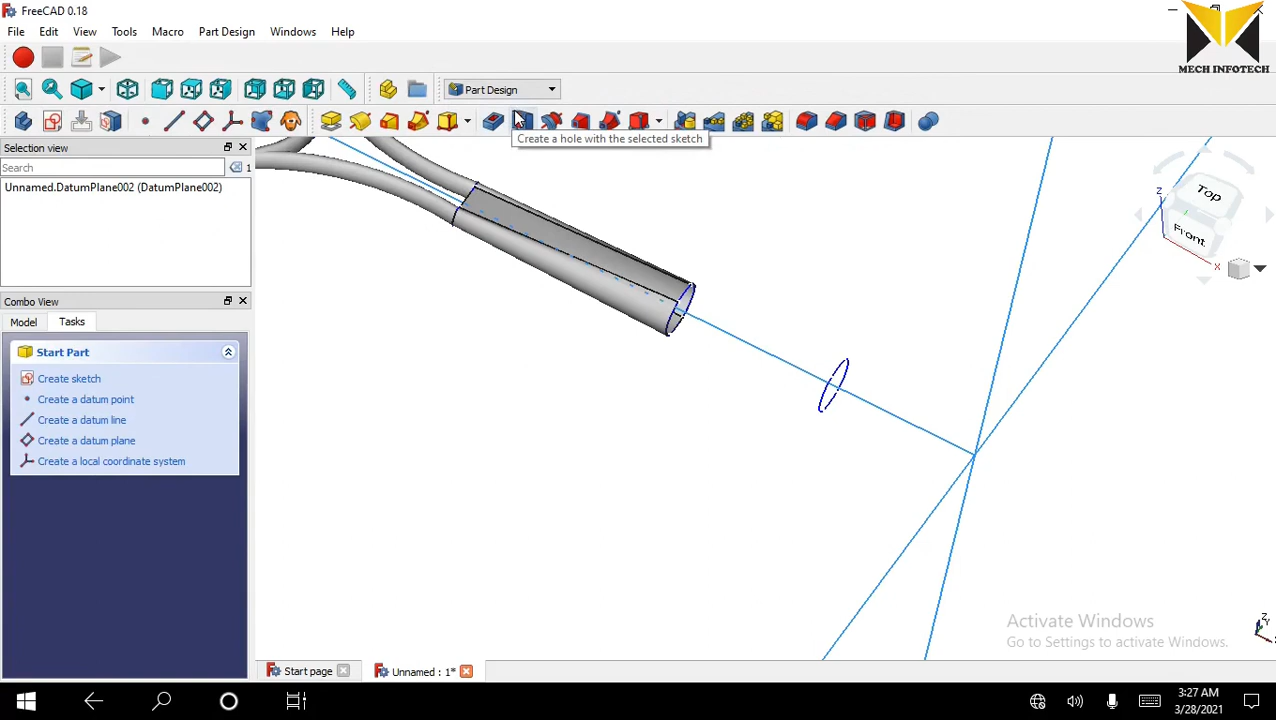 FreeCAD 0.18
MECH INFOTECH
File Edit View Tools Macro Part Design Windows Help
Part Design
Create a hole with the selected sketch
Selection view
Search
1
Unnamed.DatumPlane002 (DatumPlane002)
Top
Front
Z
X
Combo View
Model Tasks
Start Part
Create sketch
Create a datum point
Create a datum line
Create a datum plane
Create a local coordinate system
Activate Windows
Go to Settings to activate Windows.
Z
Y
X
Start page Unnamed : 1*
3:27 AM
3/28/2021